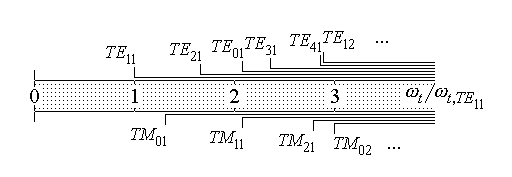 TE₁₁ TE₂₁ TE₀₁ TE₃₁ TE₄₁ TE₁₂ ...
0 1 2 3 ωₜ/ωₜ,TE₁₁
TM₀₁ TM₁₁ TM₂₁ TM₀₂ ...